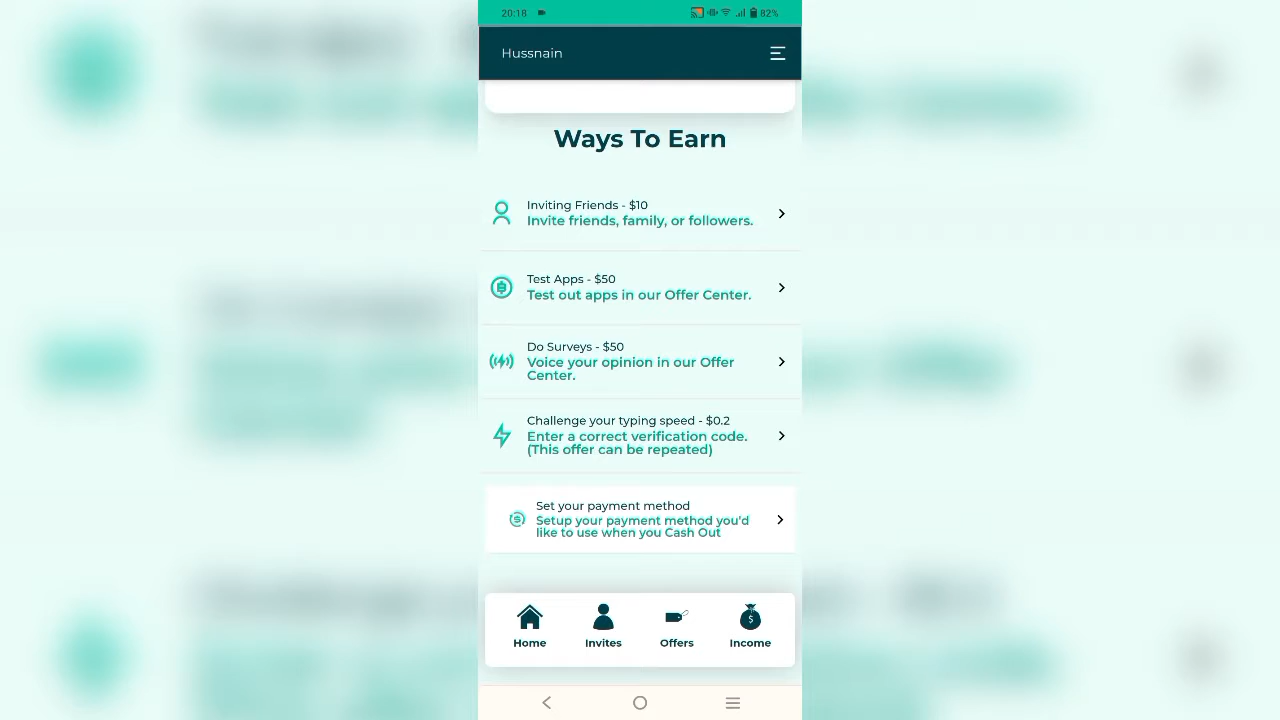 20:18
82%
Hussnain
Ways To Earn
Inviting Friends - $10
Invite friends, family, or followers.
Test Apps - $50
Test out apps in our Offer Center.
Do Surveys - $50
Voice your opinion in our Offer
Center.
Challenge your typing speed - $0.2
Enter a correct verification code.
(This offer can be repeated)
Set your payment method
Setup your payment method you'd
like to use when you Cash Out
Home
Invites
Offers
Income